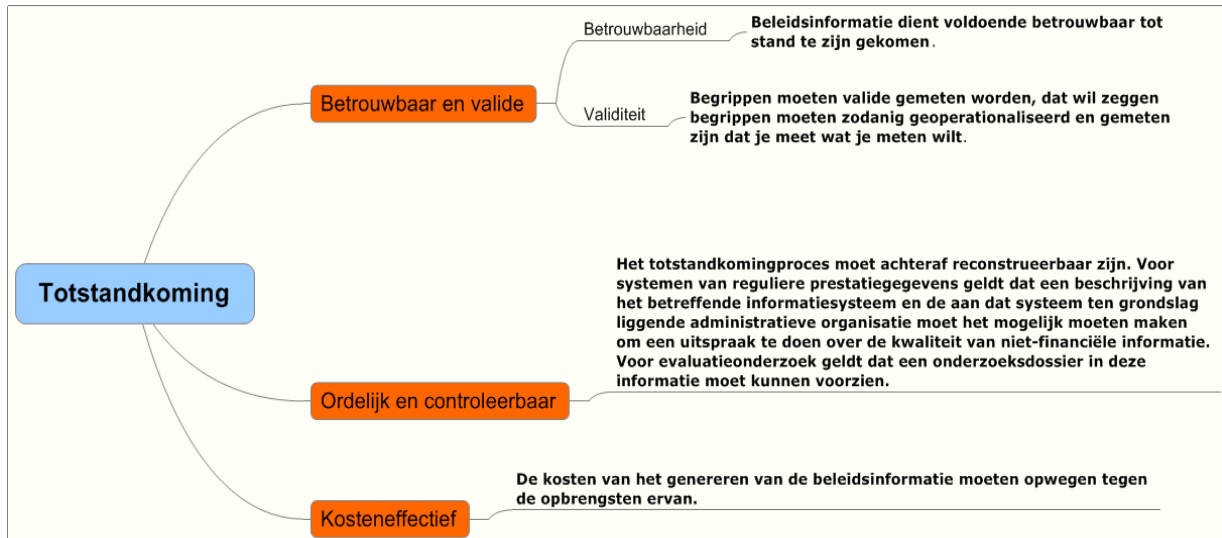 Totstandkoming
Betrouwbaar en valide
Betrouwbaarheid
Beleidsinformatie dient voldoende betrouwbaar tot
stand te zijn gekomen.
Validiteit
Begrippen moeten valide gemeten worden, dat wil zeggen
begrippen moeten zodanig geoperationaliseerd en gemeten
zijn dat je meet wat je meten wilt.
Ordelijk en controleerbaar
Het totstandkomingproces moet achteraf reconstrueerbaar zijn. Voor
systemen van reguliere prestatiegegevens geldt dat een beschrijving van
het betreffende informatiesysteem en de aan dat systeem ten grondslag
liggende administratieve organisatie moet het mogelijk moeten maken
om een uitspraak te doen over de kwaliteit van niet-financiële informatie.
Voor evaluatieonderzoek geldt dat een onderzoeksdossier in deze
informatie moet kunnen voorzien.
Kosteneffectief
De kosten van het genereren van de beleidsinformatie moeten opwegen tegen
de opbrengsten ervan.